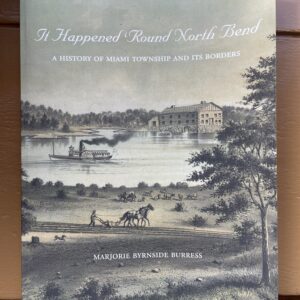 It Happened 'Round North Bend
A HISTORY OF MIAMI TOWNSHIP AND ITS BORDERS
MARJORIE BYRNSIDE BURRESS